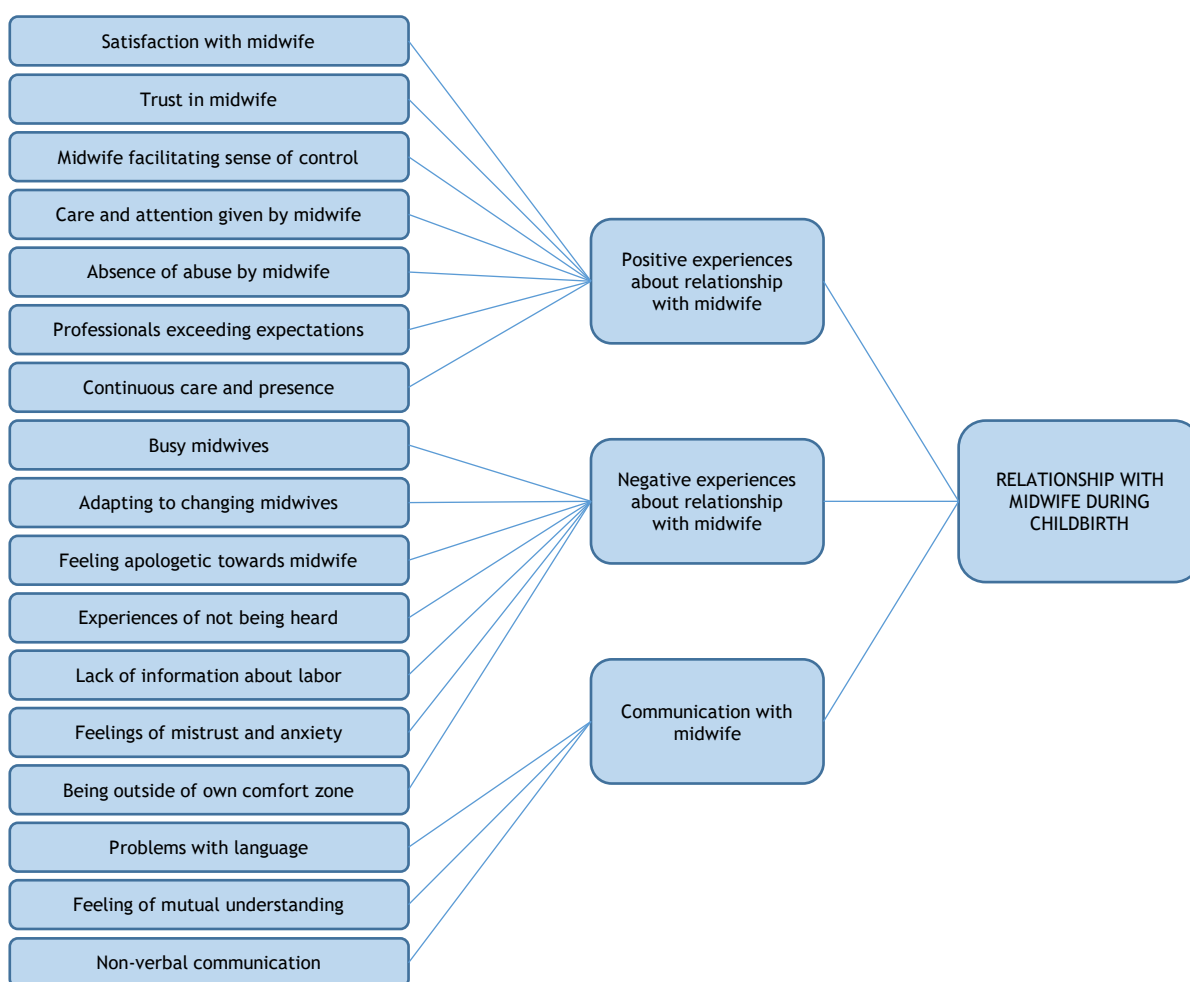 Satisfaction with midwife
Trust in midwife
Midwife facilitating sense of control
Care and attention given by midwife
Absence of abuse by midwife
Professionals exceeding expectations
Continuous care and presence
Busy midwives
Adapting to changing midwives
Feeling apologetic towards midwife
Experiences of not being heard
Lack of information about labor
Feelings of mistrust and anxiety
Being outside of own comfort zone
Problems with language
Feeling of mutual understanding
Non-verbal communication
Positive experiences
about relationship
with midwife
Negative experiences
about relationship
with midwife
Communication with
midwife
RELATIONSHIP WITH
MIDWIFE DURING
CHILDBIRTH